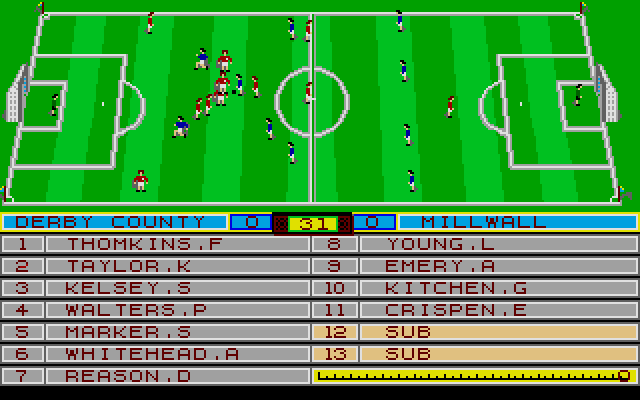 DERBY COUNTY 0 31 0 MILLWALL
1 THOMKINS.F 8 YOUNG.L
2 TAYLOR.K 9 EMERY.A
3 KELSEY.S 10 KITCHEN.G
4 WALTERS.P 11 CRISPEN.E
5 MARKER.S 12 SUB
6 WHITEHEAD.A 13 SUB
7 REASON.D